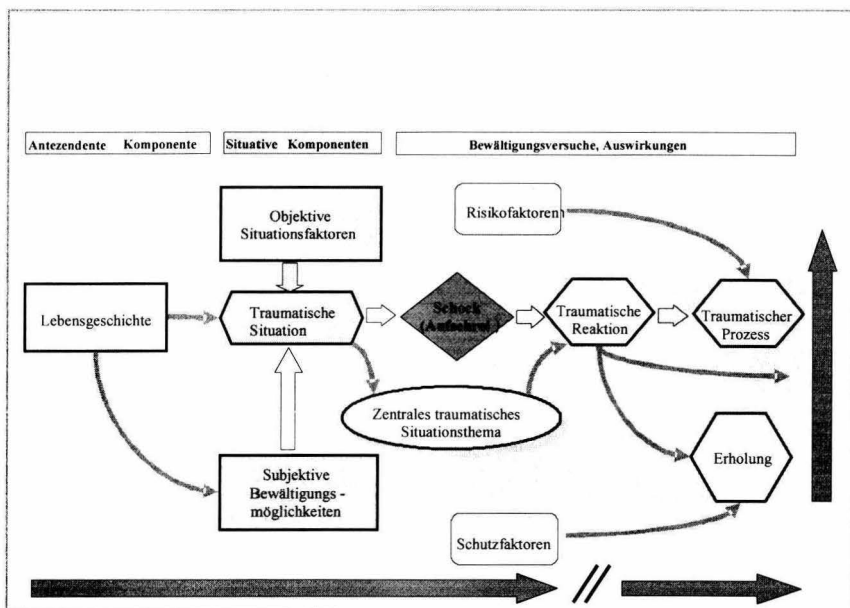 Antezendente Komponente
Situative Komponenten
Bewältigungsversuche, Auswirkungen
Objektive
Situationsfaktoren
Risikofaktoren
Lebensgeschichte
Traumatische
Situation
Schock
Traumatische
Reaktion
Traumatischer
Prozess
Zentrales traumatisches
Situationsthema
Subjektive
Bewältigungs -
möglichkeiten
Erholung
Schutzfaktoren